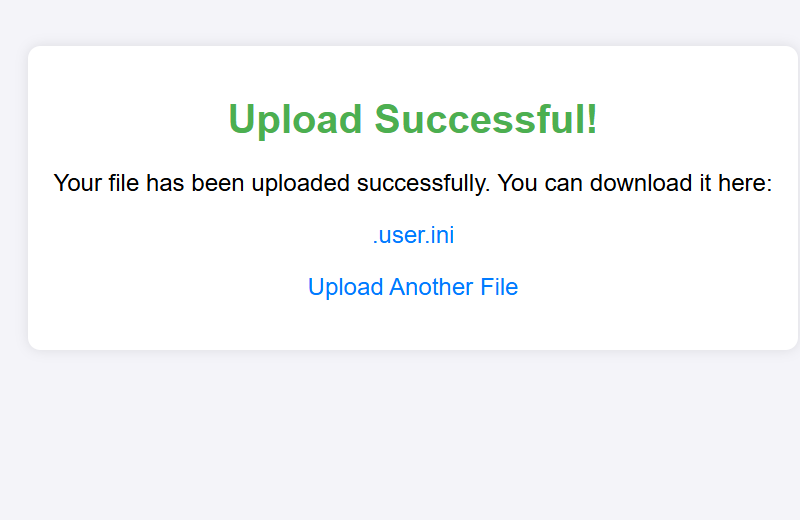 Upload Successful!
Your file has been uploaded successfully. You can download it here:
.user.ini
Upload Another File